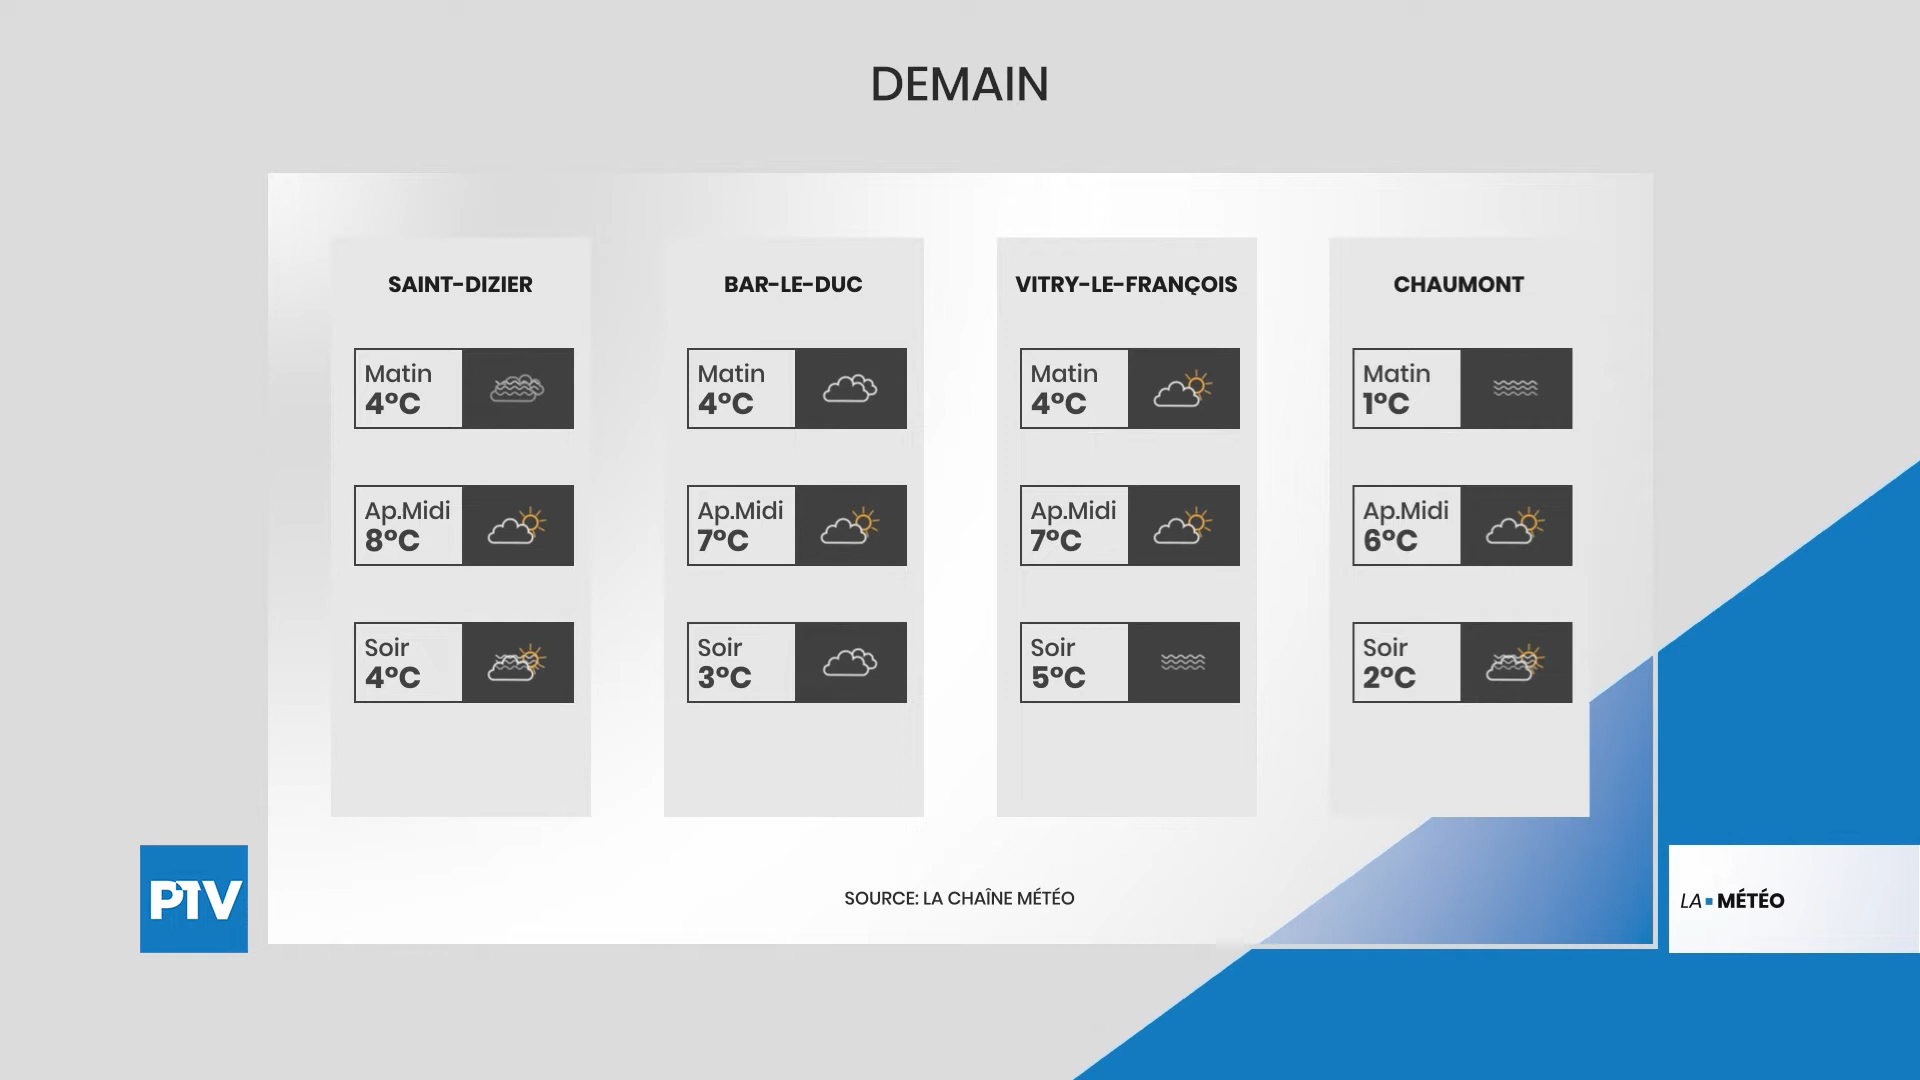 DEMAIN
SAINT-DIZIER
Matin
4°C
Ap.Midi
8°C
Soir
4°C
BAR-LE-DUC
Matin
4°C
Ap.Midi
7°C
Soir
3°C
VITRY-LE-FRANÇOIS
Matin
4°C
Ap.Midi
7°C
Soir
5°C
CHAUMONT
Matin
1°C
Ap.Midi
6°C
Soir
2°C
SOURCE: LA CHAÎNE MÉTÉO
PTV
LA MÉTÉO